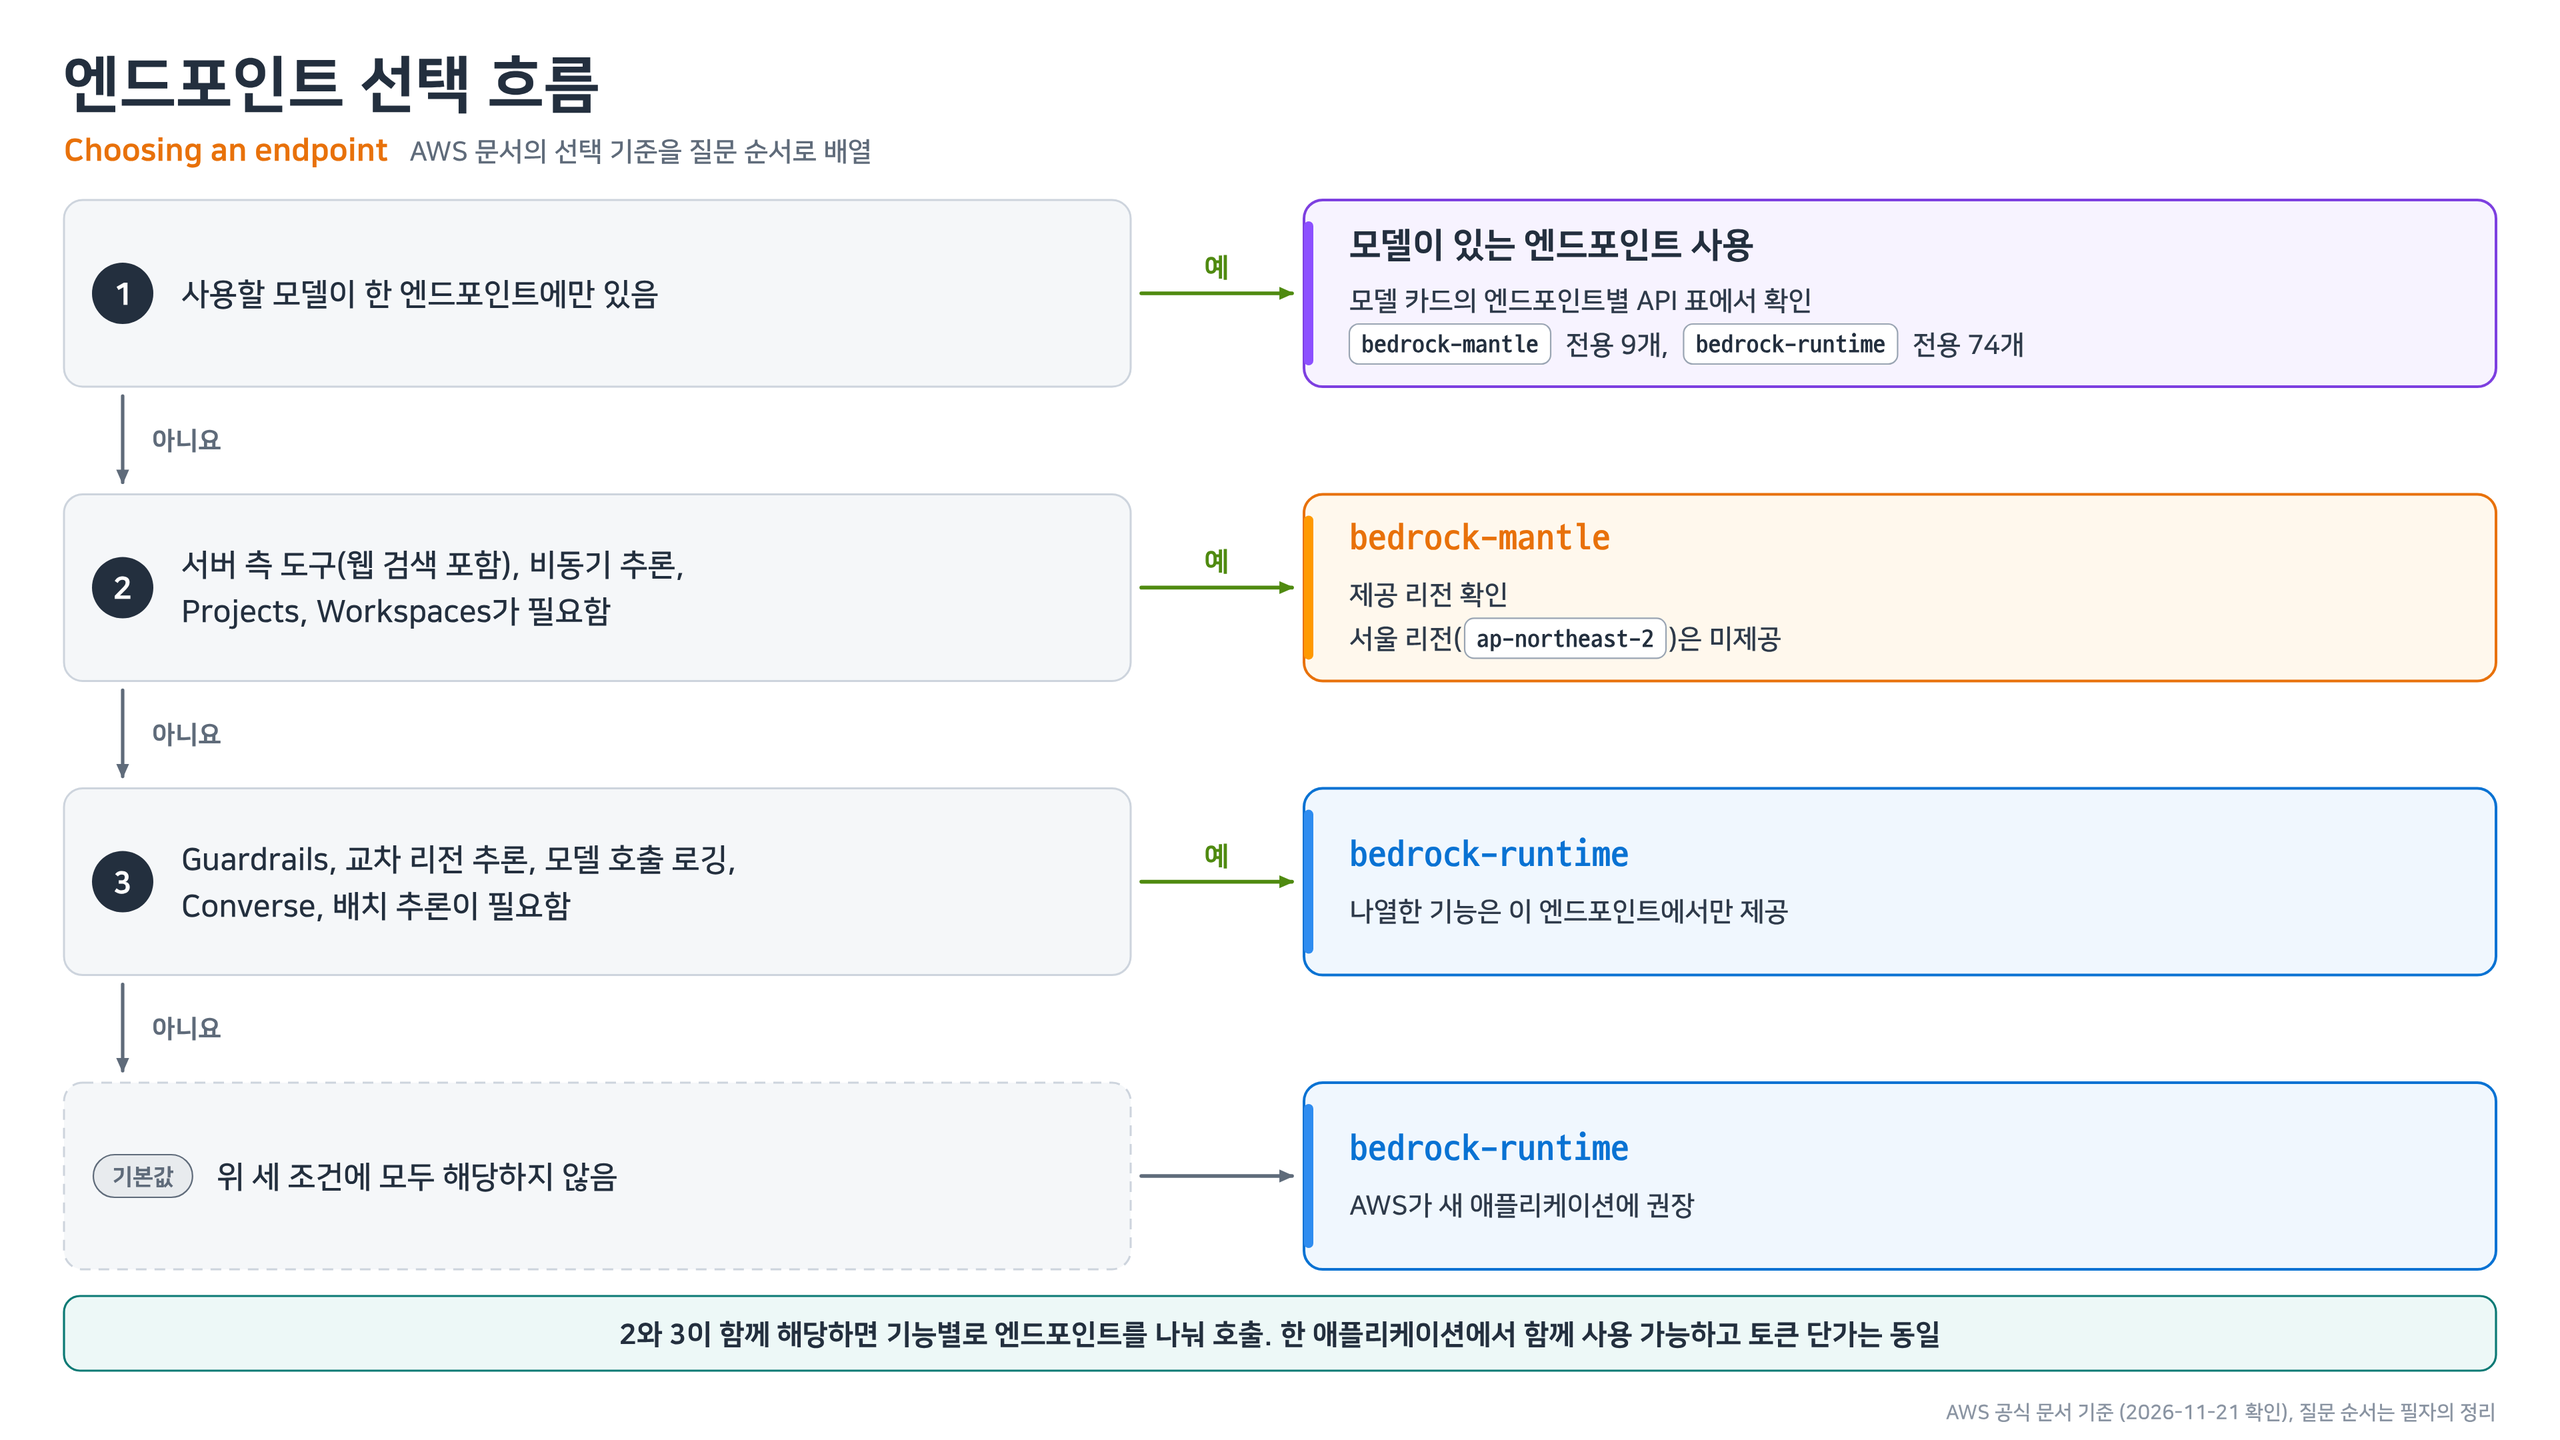 엔드포인트 선택 흐름
Choosing an endpoint AWS 문서의 선택 기준을 질문 순서로 배열
1 사용할 모델이 한 엔드포인트에만 있음
예
모델이 있는 엔드포인트 사용
모델 카드의 엔드포인트별 API 표에서 확인
bedrock-mantle 전용 9개, bedrock-runtime 전용 74개
아니요
2 서버 측 도구(웹 검색 포함), 비동기 추론,
Projects, Workspaces가 필요함
예
bedrock-mantle
제공 리전 확인
서울 리전(ap-northeast-2)은 미제공
아니요
3 Guardrails, 교차 리전 추론, 모델 호출 로깅,
Converse, 배치 추론이 필요함
예
bedrock-runtime
나열한 기능은 이 엔드포인트에서만 제공
아니요
기본값 위 세 조건에 모두 해당하지 않음
bedrock-runtime
AWS가 새 애플리케이션에 권장
2와 3이 함께 해당하면 기능별로 엔드포인트를 나눠 호출. 한 애플리케이션에서 함께 사용 가능하고 토큰 단가는 동일
AWS 공식 문서 기준 (2026-11-21 확인), 질문 순서는 필자의 정리